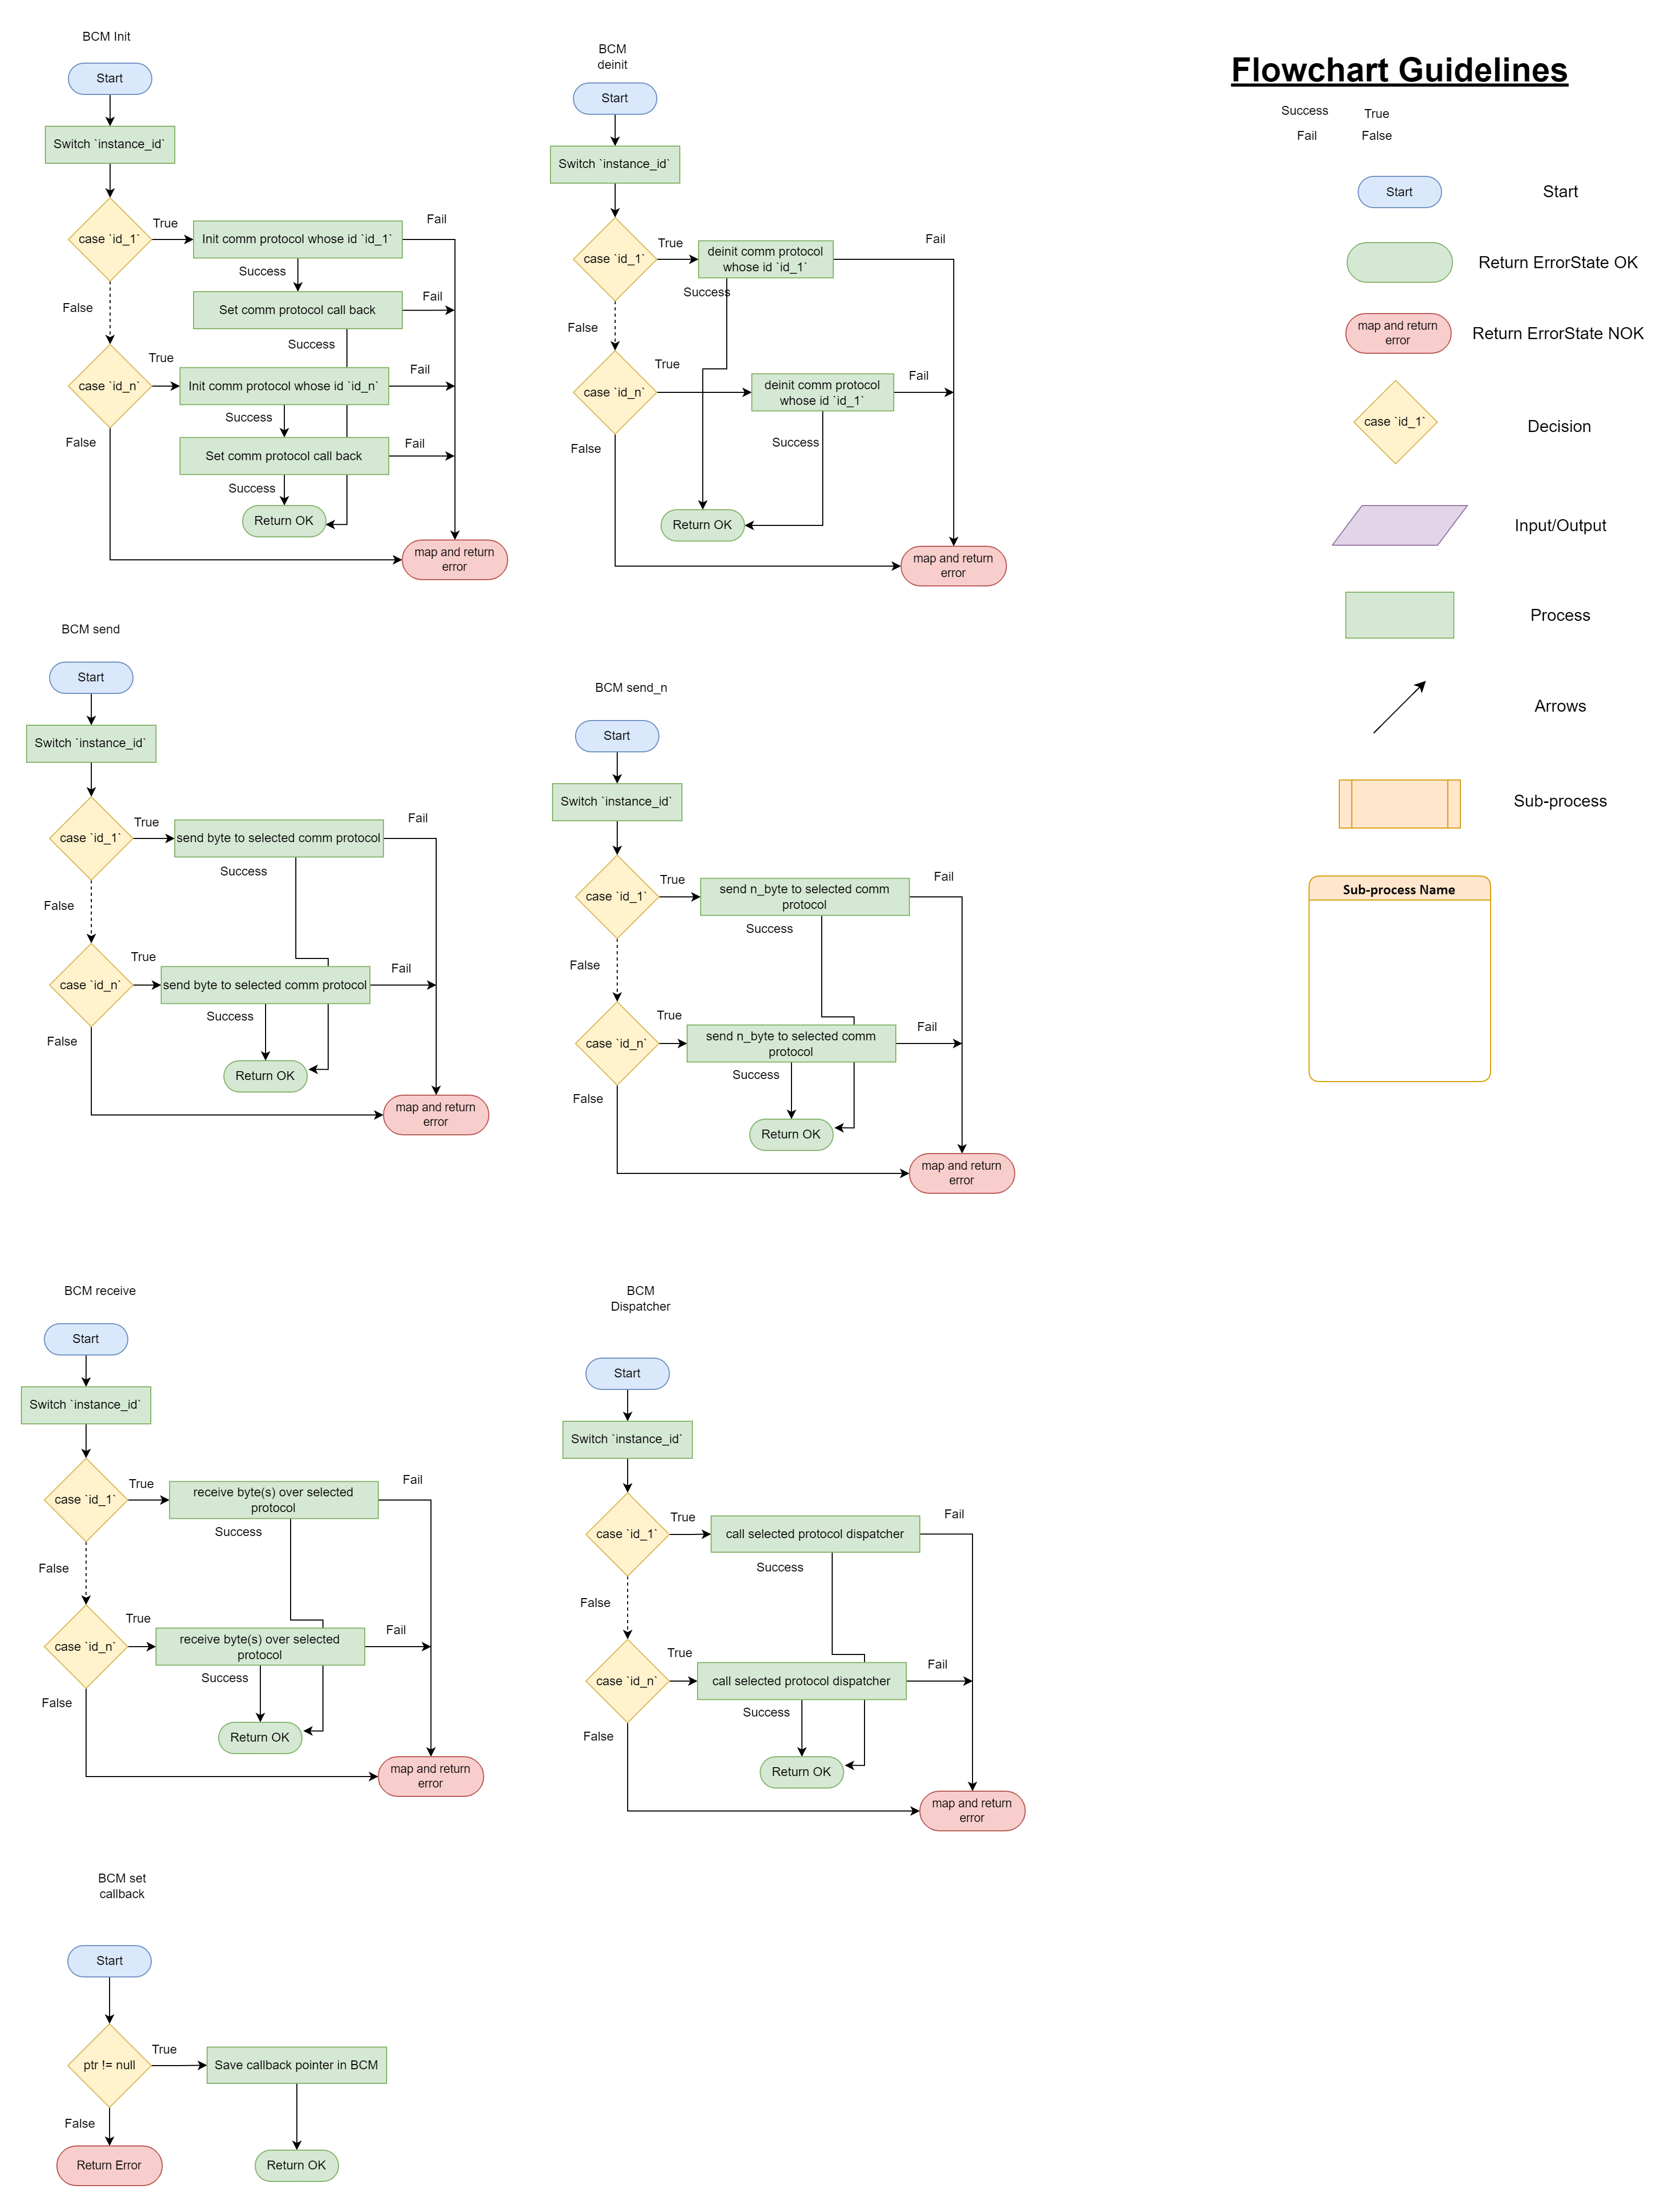 BCM Init
Start
Switch `instance_id`
case `id_1`
True
Init comm protocol whose id `id_1`
Fail
Success
Set comm protocol call back
Fail
False
Success
case `id_n`
True
Init comm protocol whose id `id_n`
Fail
Success
False
Set comm protocol call back
Fail
Success
Return OK
map and return
error
BCM
deinit
Start
Switch `instance_id`
case `id_1`
True
deinit comm protocol
whose id `id_1`
Fail
Success
False
case `id_n`
True
deinit comm protocol
whose id `id_1`
Fail
Success
False
Return OK
map and return
error
Flowchart Guidelines
Success
True
Fail
False
Start
Start
Return ErrorState OK
map and return
error
Return ErrorState NOK
case `id_1`
Decision
Input/Output
Process
Arrows
Sub-process
Sub-process Name
BCM send
Start
Switch `instance_id`
case `id_1`
True
send byte to selected comm protocol
Fail
Success
False
case `id_n`
True
send byte to selected comm protocol
Fail
Success
False
Return OK
map and return
error
BCM send_n
Start
Switch `instance_id`
case `id_1`
True
send n_byte to selected comm
protocol
Fail
Success
False
case `id_n`
True
send n_byte to selected comm
protocol
Fail
Success
False
Return OK
map and return
error
BCM receive
Start
Switch `instance_id`
case `id_1`
True
receive byte(s) over selected
protocol
Fail
Success
False
case `id_n`
True
receive byte(s) over selected
protocol
Fail
Success
False
Return OK
map and return
error
BCM
Dispatcher
Start
Switch `instance_id`
case `id_1`
True
call selected protocol dispatcher
Fail
Success
False
case `id_n`
True
call selected protocol dispatcher
Fail
Success
False
Return OK
map and return
error
BCM set
callback
Start
ptr != null
True
Save callback pointer in BCM
False
Return Error
Return OK